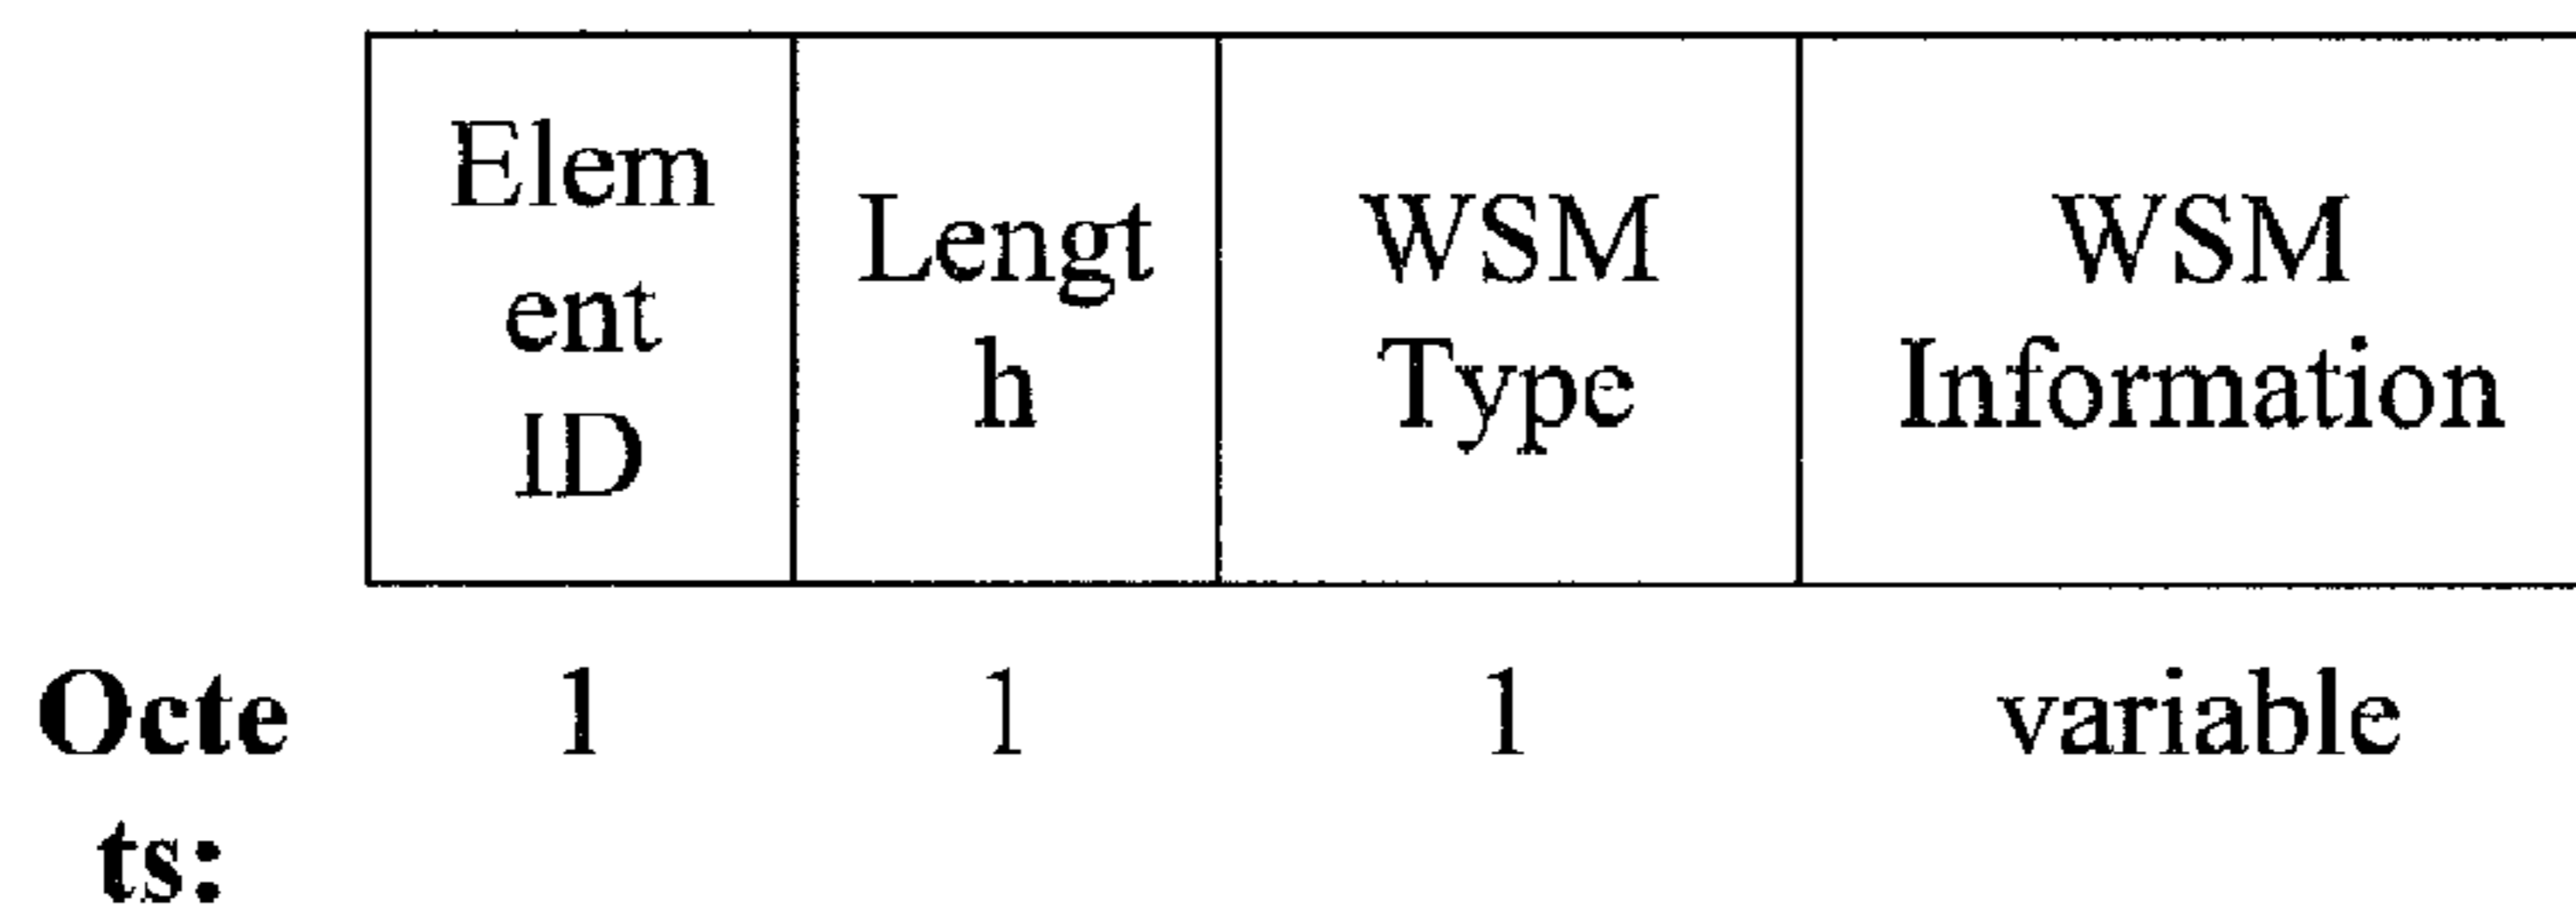 Elem
ent
ID
Lengt
h
WSM
Type
WSM
Information
Octe
ts:
1
1
1
variable